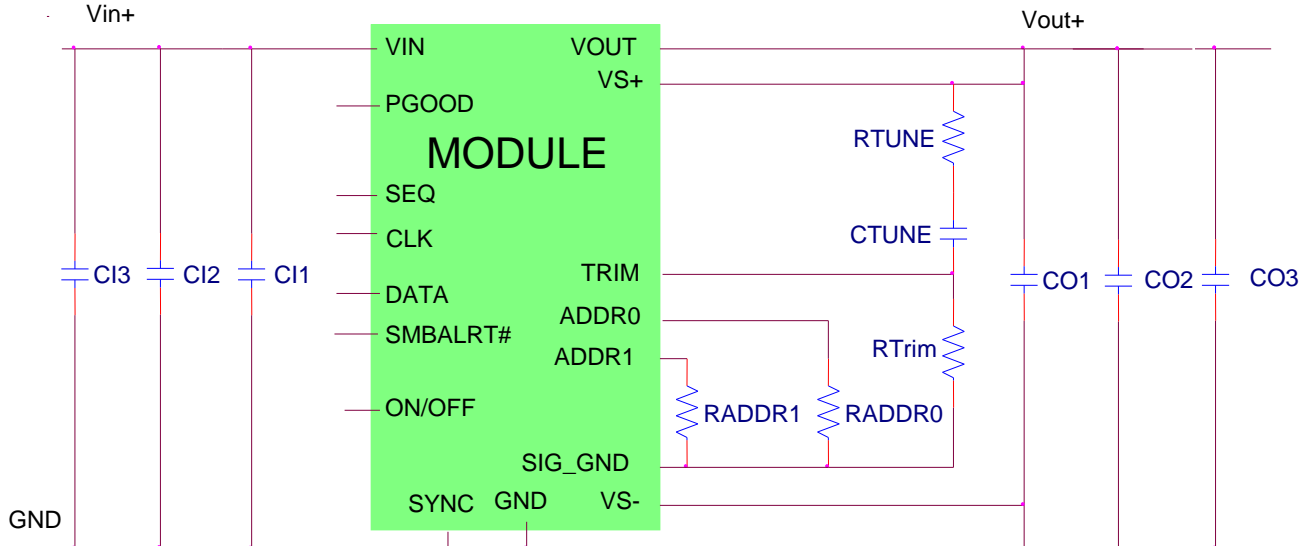 Vin+
Vout+
VIN
VOUT
VS+
PGOOD
MODULE
RTUNE
SEQ
CLK
CTUNE
TRIM
CI3
CI2
CI1
CO1
CO2
CO3
DATA
ADDR0
SMBALRT#
ADDR1
RTrim
ON/OFF
RADDR1
RADDR0
SIG_GND
SYNC
GND
VS-
GND